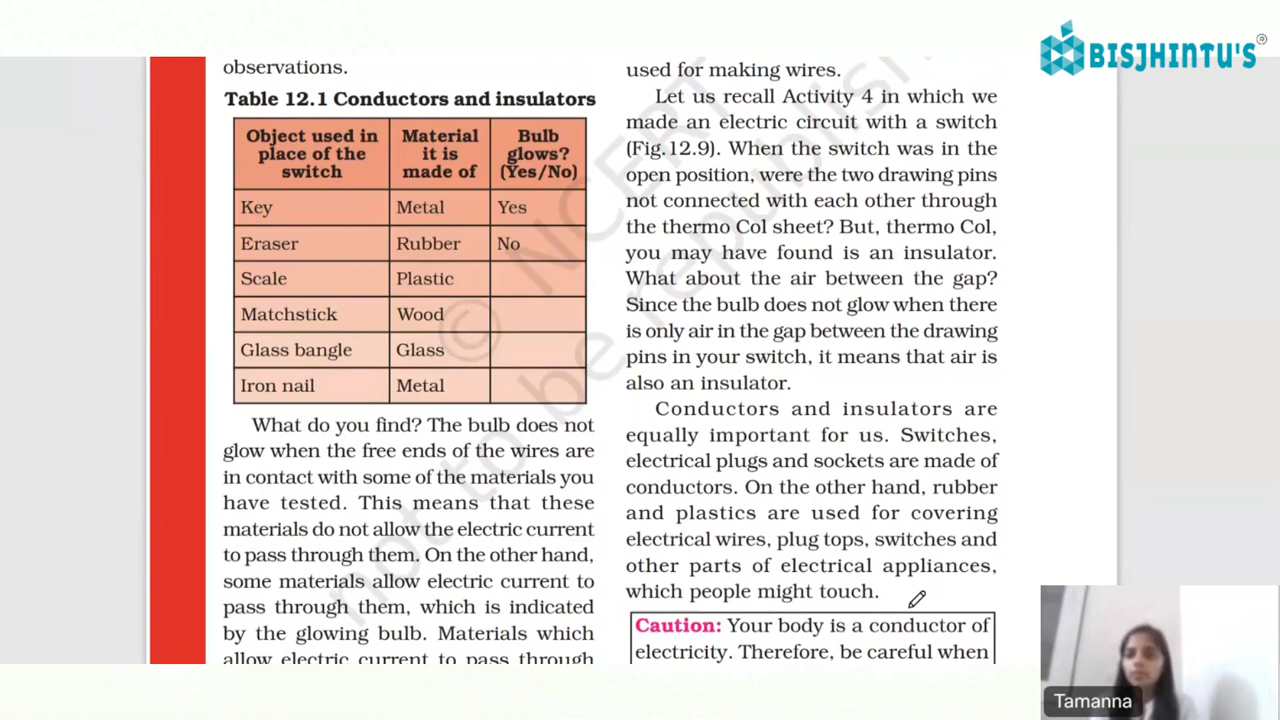 BISJHINTU'S®
observations.
Table 12.1 Conductors and insulators
Object used in place of the switch | Material it is made of | Bulb glows? (Yes/No)
Key | Metal | Yes
Eraser | Rubber | No
Scale | Plastic
Matchstick | Wood
Glass bangle | Glass
Iron nail | Metal
What do you find? The bulb does not
glow when the free ends of the wires are
in contact with some of the materials you
have tested. This means that these
materials do not allow the electric current
to pass through them. On the other hand,
some materials allow electric current to
pass through them, which is indicated
by the glowing bulb. Materials which
allow electric current to pass through
used for making wires.
Let us recall Activity 4 in which we
made an electric circuit with a switch
(Fig.12.9). When the switch was in the
open position, were the two drawing pins
not connected with each other through
the thermo Col sheet? But, thermo Col,
you may have found is an insulator.
What about the air between the gap?
Since the bulb does not glow when there
is only air in the gap between the drawing
pins in your switch, it means that air is
also an insulator.
Conductors and insulators are
equally important for us. Switches,
electrical plugs and sockets are made of
conductors. On the other hand, rubber
and plastics are used for covering
electrical wires, plug tops, switches and
other parts of electrical appliances,
which people might touch.
Caution: Your body is a conductor of
electricity. Therefore, be careful when
© NCERT
not to be republish
Tamanna